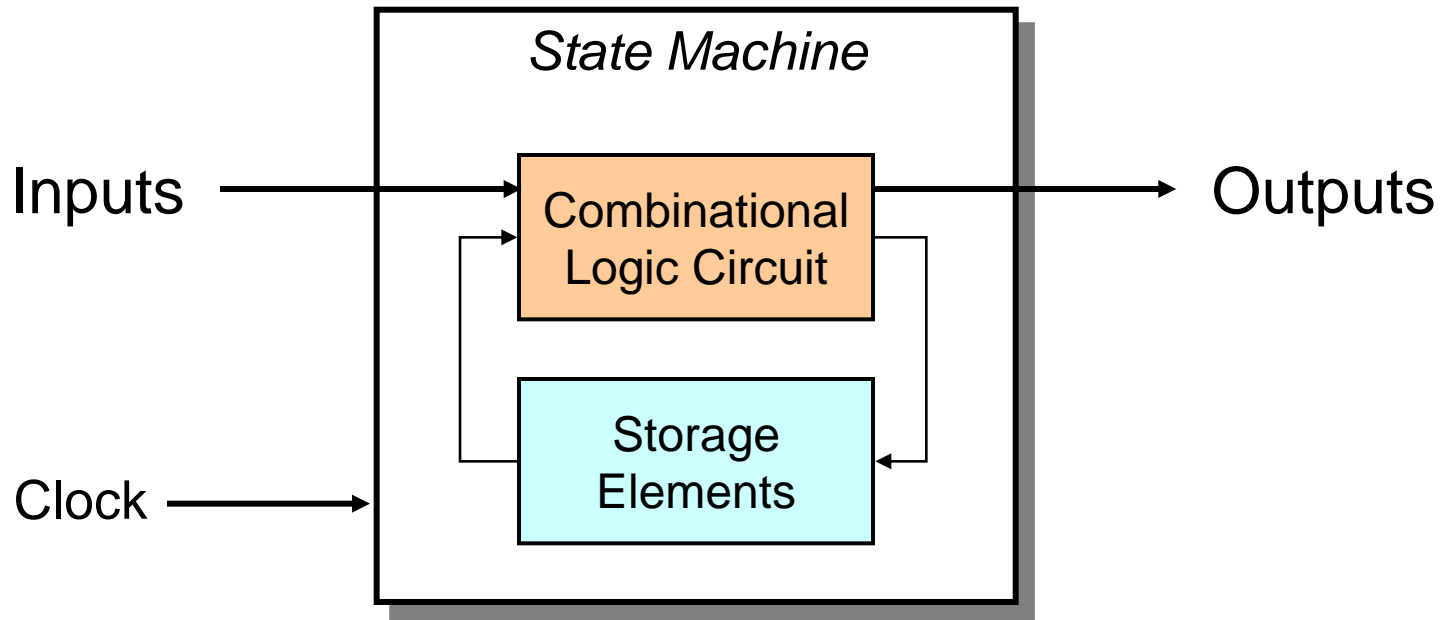 State Machine
Inputs
Combinational
Logic Circuit
Outputs
Storage
Elements
Clock